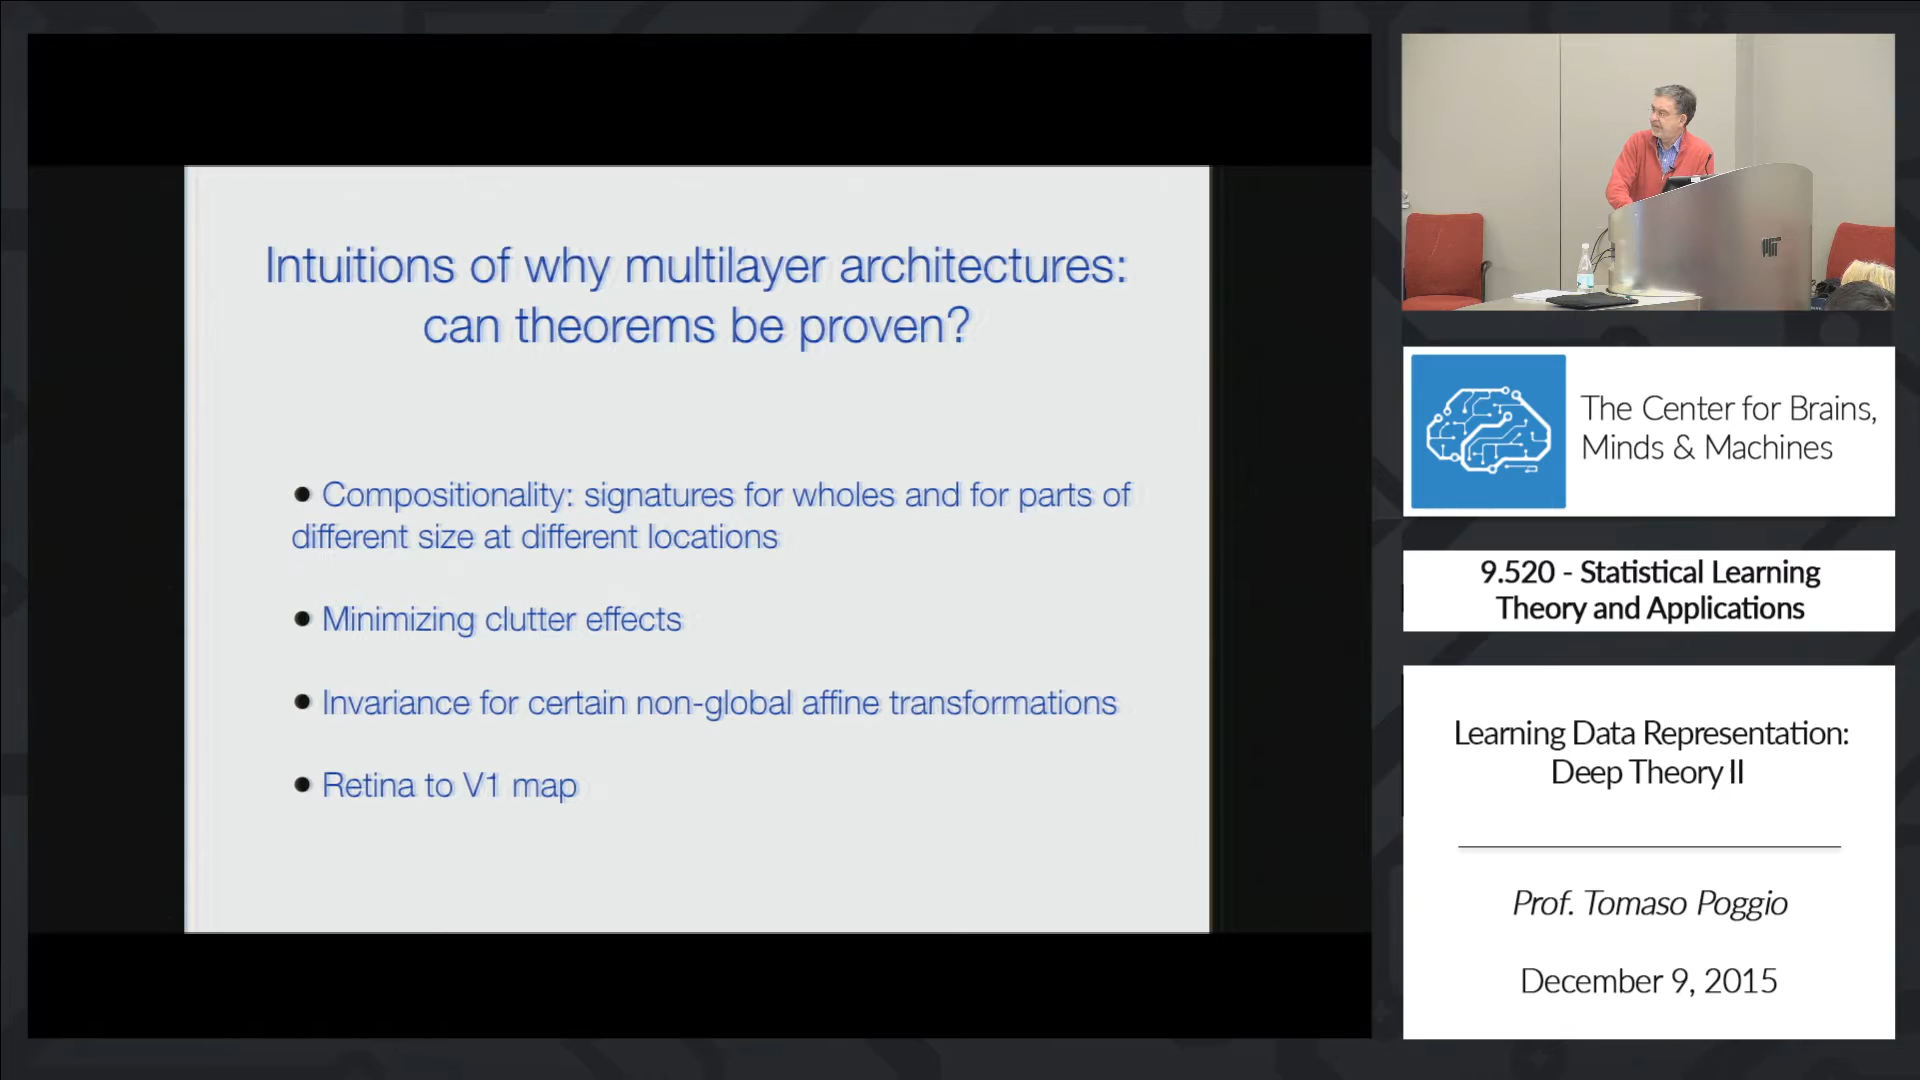 Intuitions of why multilayer architectures:
can theorems be proven?
● Compositionality: signatures for wholes and for parts of
different size at different locations
● Minimizing clutter effects
● Invariance for certain non-global affine transformations
● Retina to V1 map
MIT
The Center for Brains,
Minds & Machines
9.520 - Statistical Learning
Theory and Applications
Learning Data Representation:
Deep Theory II
Prof. Tomaso Poggio
December 9, 2015